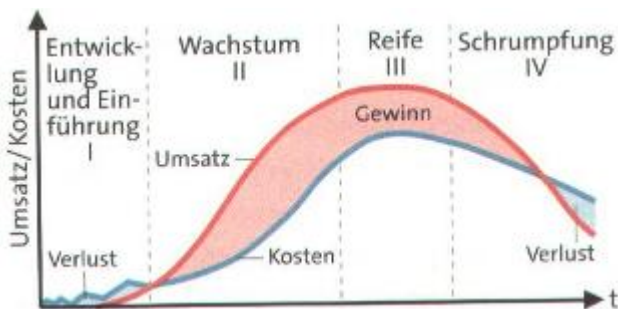 Entwick-
lung
und Ein-
führung
I
Wachstum
II
Reife
III
Schrumpfung
IV
Umsatz/Kosten
Umsatz
Gewinn
Verlust
Kosten
Verlust
t